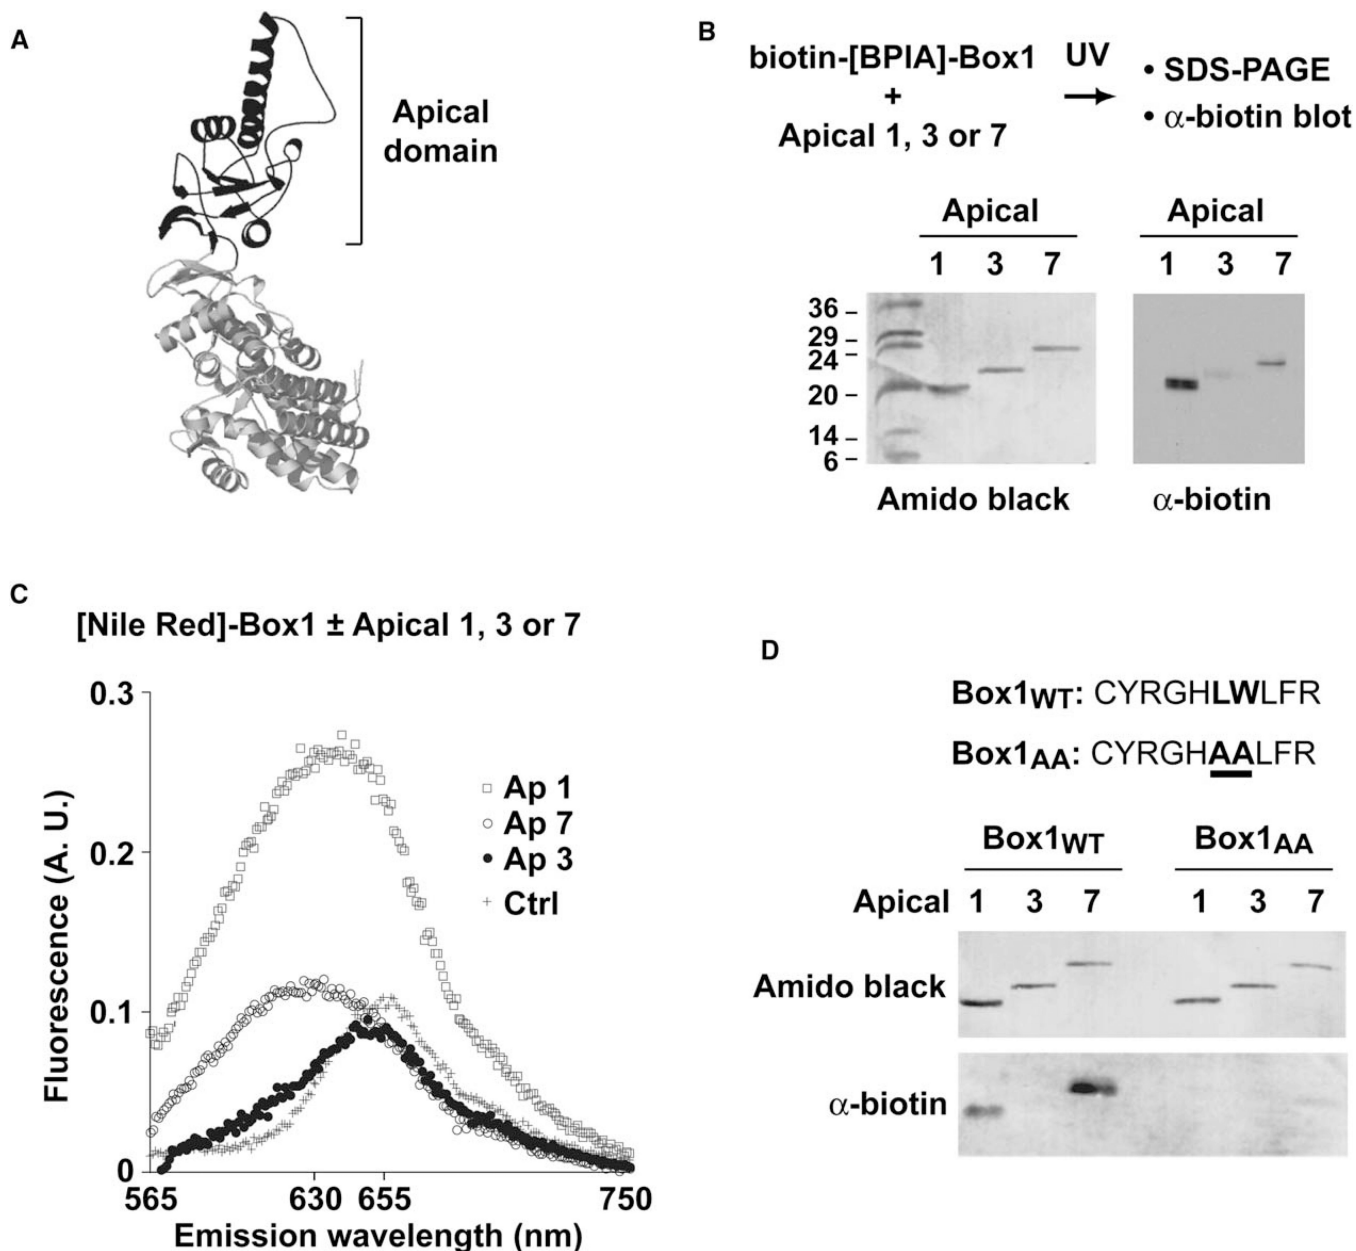 A
Apical
domain
B
biotin-[BPIA]-Box1
+
Apical 1, 3 or 7
UV
• SDS-PAGE
• α-biotin blot
Apical
1 3 7
36
29
24
20
14
6
Amido black
Apical
1 3 7
α-biotin
C
[Nile Red]-Box1 ± Apical 1, 3 or 7
Fluorescence (A. U.)
0.3
0.2
0.1
0
Ap 1
Ap 7
Ap 3
Ctrl
565 630 655 750
Emission wavelength (nm)
D
Box1WT: CYRGHLWLFR
Box1AA: CYRGHAALFR
Box1WT Box1AA
Apical 1 3 7 1 3 7
Amido black
α-biotin